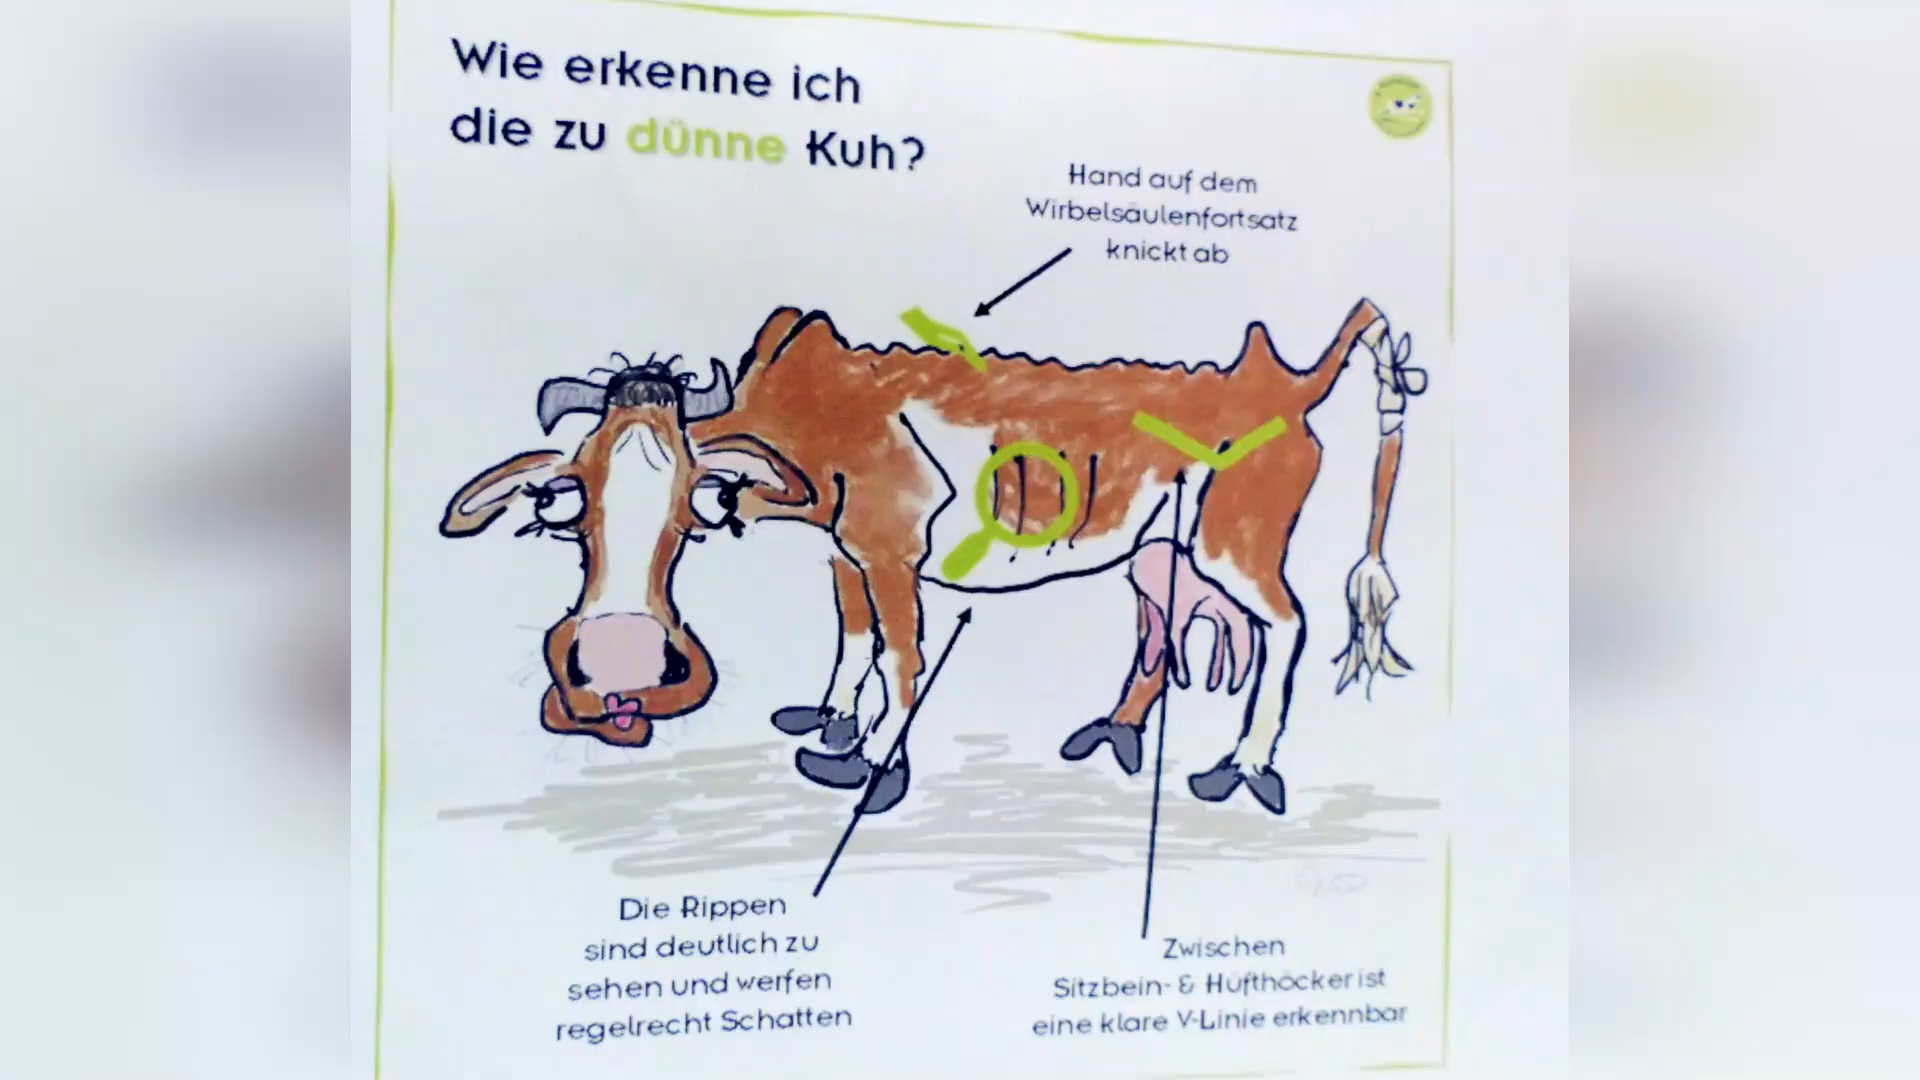 Wie erkenne ich
die zu dünne Kuh?
Hand auf dem
Wirbelsäulenfortsatz
knickt ab
Die Rippen
sind deutlich zu
sehen und werfen
regelrecht Schatten
Zwischen
Sitzbein- & Hüfthöcker ist
eine klare V-Linie erkennbar